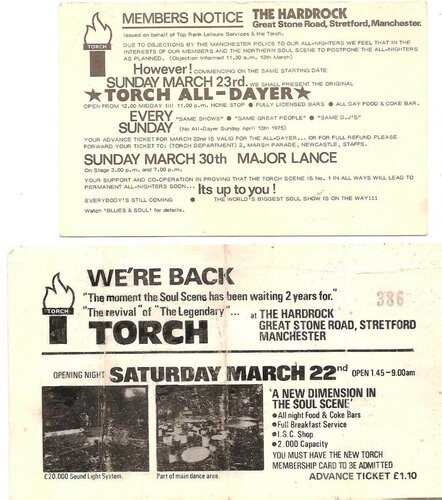 MEMBERS NOTICE
THE HARDROCK
Great Stone Road, Stretford, Manchester.
Issued on behalf of Top Rank Leisure Services & the Torch.
TORCH
DUE TO OBJECTIONS BY THE MANCHESTER POLICE TO OUR ALL-NIGHTERS WE FEEL THAT IN THE
INTERESTS OF OUR MEMBERS AND THE NORTHERN SOUL SCENE TO POSTPONE THE ALL-NIGHTERS
AS PLANNED. (Objection Informed 11.30 a.m. 13th March)
However! COMMENCING ON THE SAME STARTING DATE
SUNDAY MARCH 23rd. WE SHALL PRESENT THE ORIGINAL
★TORCH ALL-DAYER★
OPEN FROM 12.00 MIDDAY till 11.00 p.m. NONE STOP ● FULLY LICENSED BARS ● ALL DAY FOOD & COKE BAR.
EVERY ● "SAME SHOWS" ● "SAME GREAT PEOPLE" ● "SAME D.J'S"
SUNDAY (No All-Dayer Sunday April 13th 1975)
YOUR ADVANCE TICKET FOR MARCH 22nd IS VALID FOR THE ALL-DAYER... OR FOR FULL REFUND PLEASE
FORWARD YOUR TICKET TO: (TORCH DEPARTMENT) 2, MARSH PARADE, NEWCASTLE, STAFFS.
SUNDAY MARCH 30th MAJOR LANCE
On Stage 3.00 p.m. and 7.00 p.m.
YOUR SUPPORT AND CO-OPERATION IN PROVING THAT THE TORCH SCENE IS No. 1 IN ALL WAYS WILL LEAD TO
PERMANENT ALL-NIGHTERS SOON... Its up to you!
EVERYBODY'S STILL COMING ● THE WORLD'S BIGGEST SOUL SHOW IS ON THE WAY!!!
Watch 'BLUES & SOUL' for details.
WE'RE BACK
"The moment the Soul Scene has been waiting 2 years for."
386
"The revival" of "The Legendary"...
TORCH
TORCH
at THE HARDROCK
GREAT STONE ROAD, STRETFORD
MANCHESTER
OPENING NIGHT SATURDAY MARCH 22nd OPEN 1.45-9.00am
'A NEW DIMENSION IN
THE SOUL SCENE'
●All night Food & Coke Bars
●Full Breakfast Service
●I.S.C. Shop
●2.000 Capacity
YOU MUST HAVE THE NEW TORCH
MEMBERSHIP CARD TO BE ADMITTED
£20.000 Sound Light System.
Part of main dance area.
ADVANCE TICKET £1.10